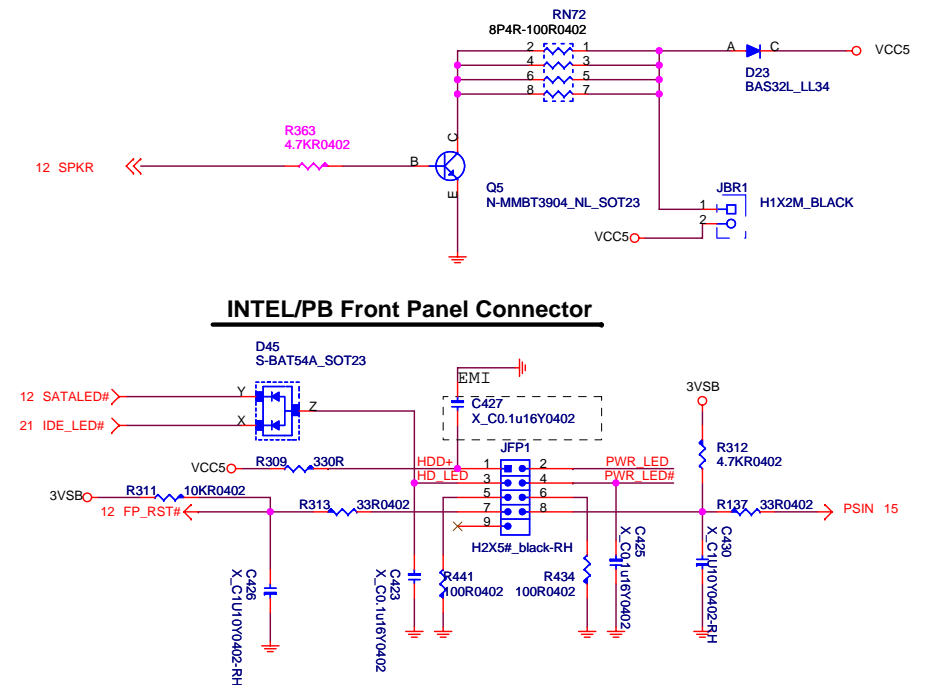 RN72
8P4R-100R0402
2 1
4 3
6 5
8 7
A C
VCC5
D23
BAS32L_LL34
R363
4.7KR0402
12 SPKR
B
C
E
Q5
N-MMBT3904_NL_SOT23
JBR1
1
2
H1X2M_BLACK
VCC5
INTEL/PB Front Panel Connector
D45
S-BAT54A_SOT23
12 SATALED#
Y
Z
21 IDE_LED#
X
EMI
C427
X_C0.1u16Y0402
3VSB
R312
4.7KR0402
JFP1
VCC5
R309
330R
HDD+
1 2
PWR_LED
HD_LED
3 4
PWR_LED#
3VSB
R311
10KR0402
5 6
12 FP_RST#
R313
33R0402
7 8
R137
33R0402
PSIN 15
9
H2X5#_black-RH
C426
X_C1U10Y0402-RH
C423
X_C0.1u16Y0402
R441
100R0402
R434
100R0402
C425
X_C0.1u16Y0402
C430
X_C1U10Y0402-RH